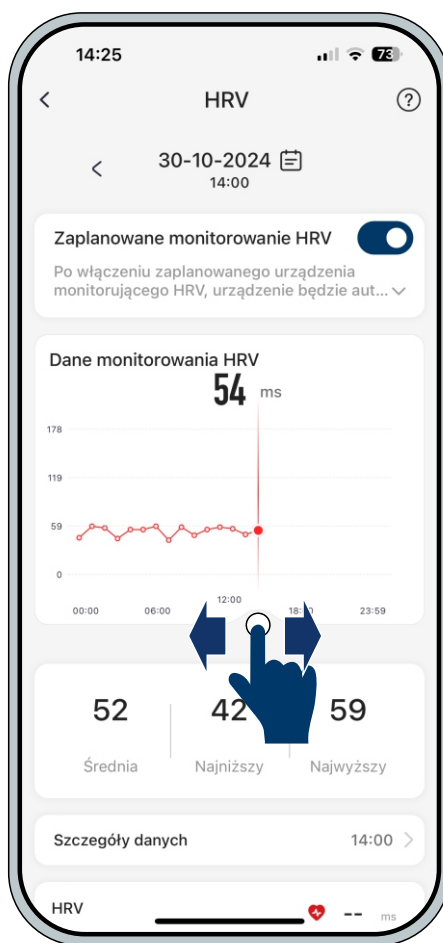 14:25 73
HRV ?
30-10-2024
14:00
Zaplanowane monitorowanie HRV
Po włączeniu zaplanowanego urządzenia
monitorującego HRV, urządzenie będzie aut...
Dane monitorowania HRV
54 ms
178
119
59
0
00:00 06:00 12:00 23:59
52 42 59
Średnia Najniższy Najwyższy
Szczegóły danych 14:00
HRV -- ms